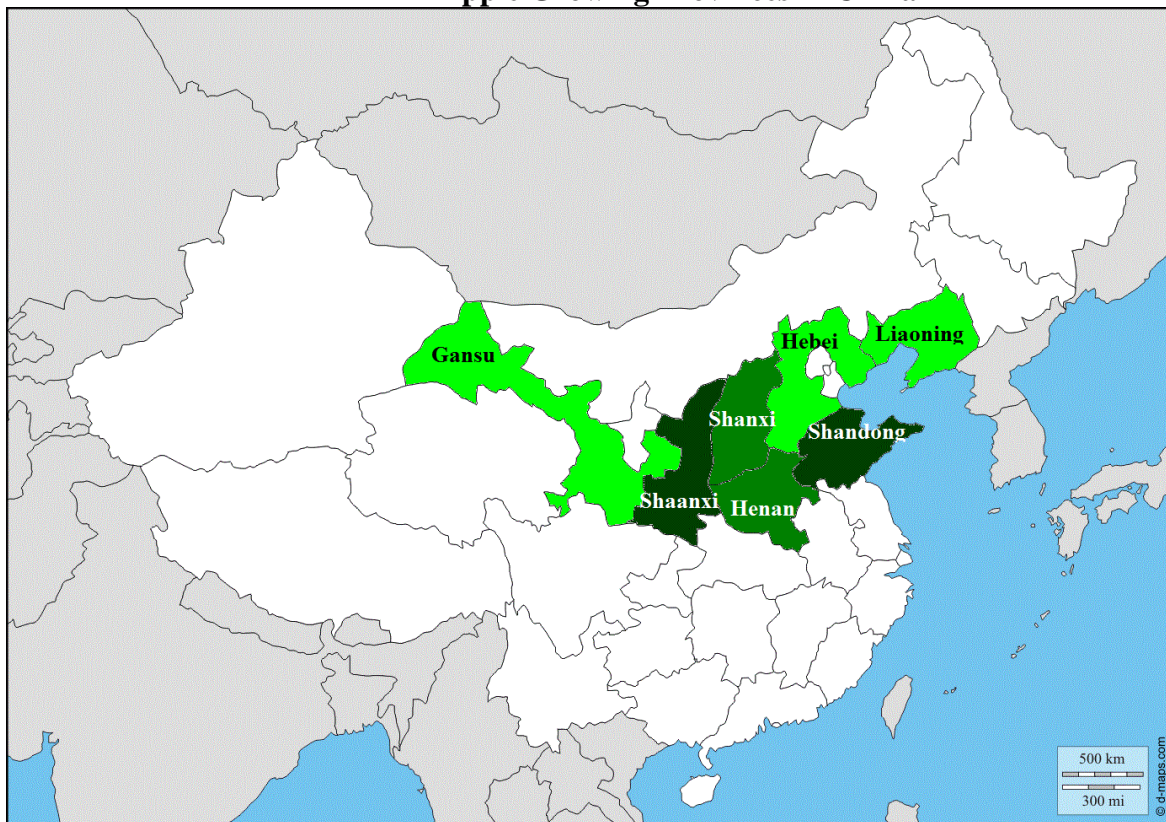 Gansu
Hebei
Liaoning
Shanxi
Shandong
Shaanxi
Henan
500 km
300 mi
© d-maps.com